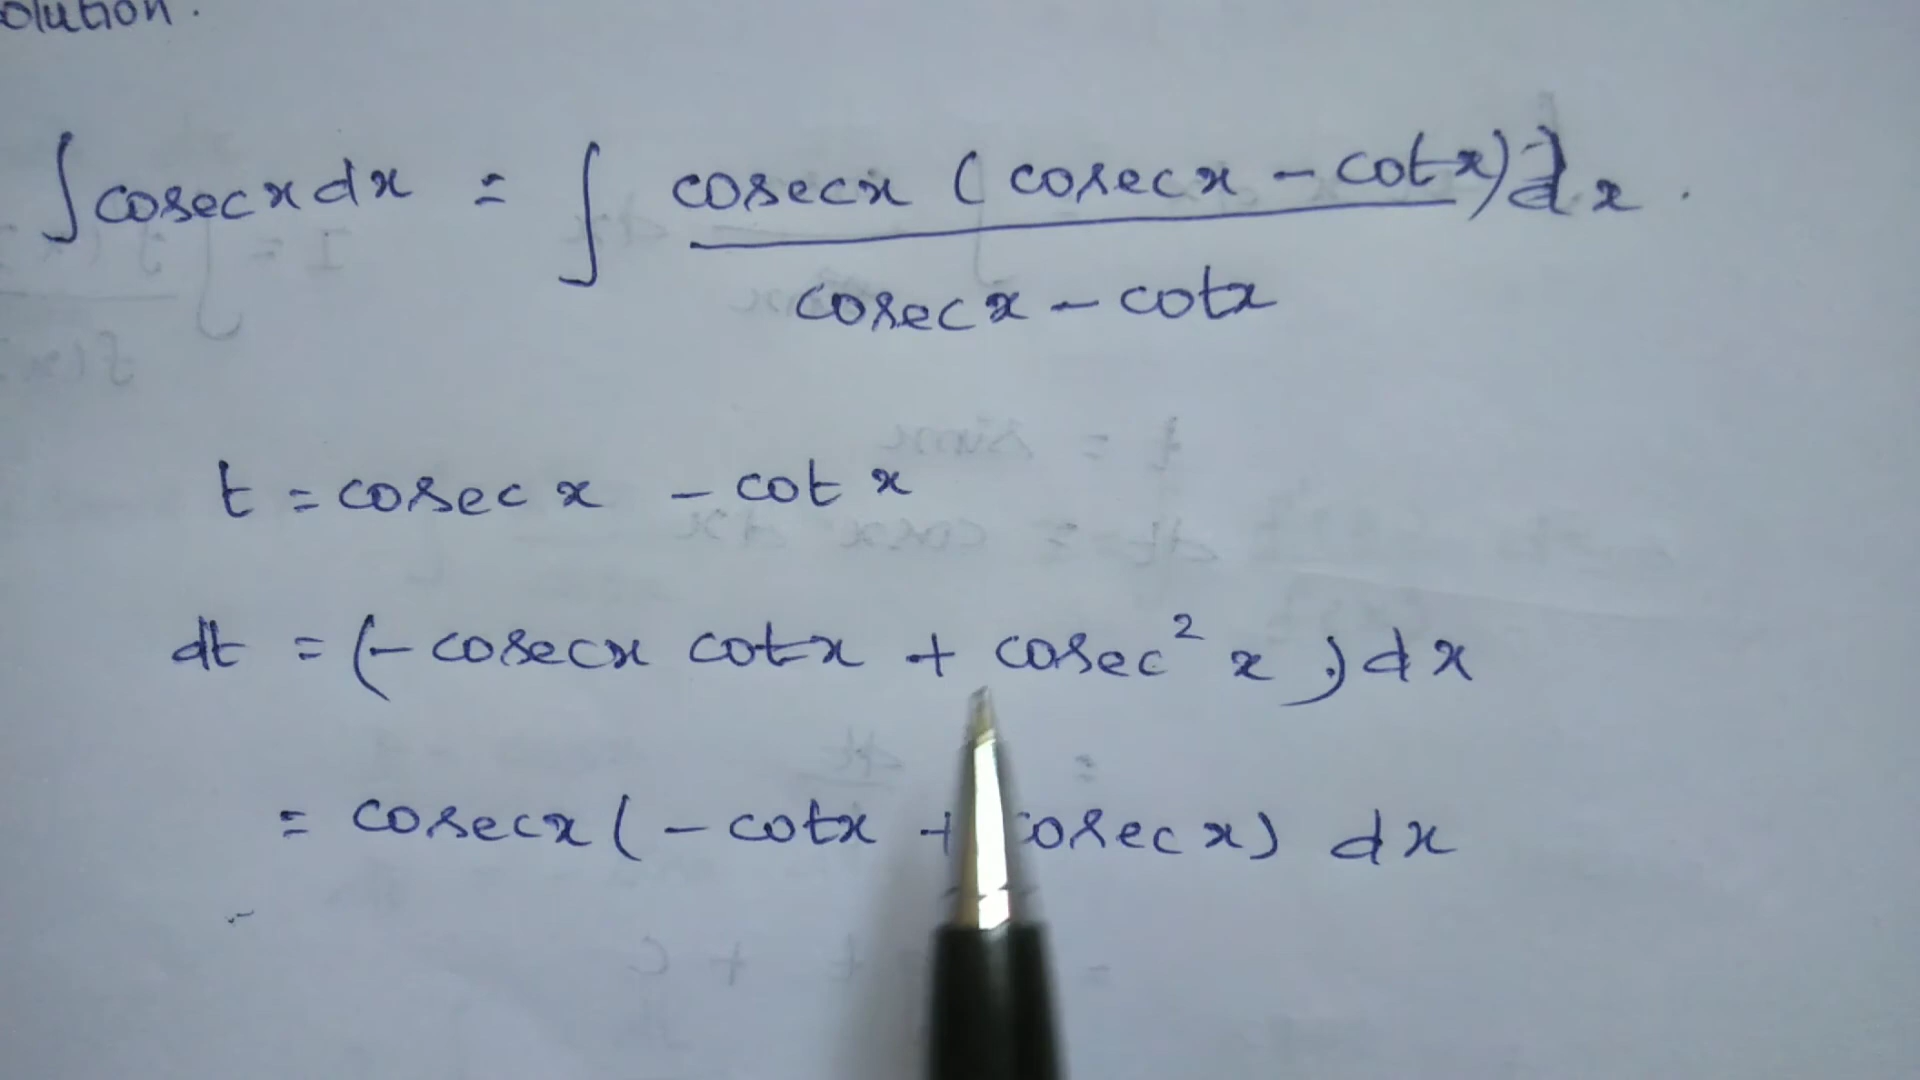 olution.
∫cosecx dx = ∫ cosecx (cosecx - cotx)dx.
cosecx - cotx
t = cosec x - cot x
dt = (- cosecx cotx + cosec² x) dx
= cosecx (- cotx + cosec x) dx